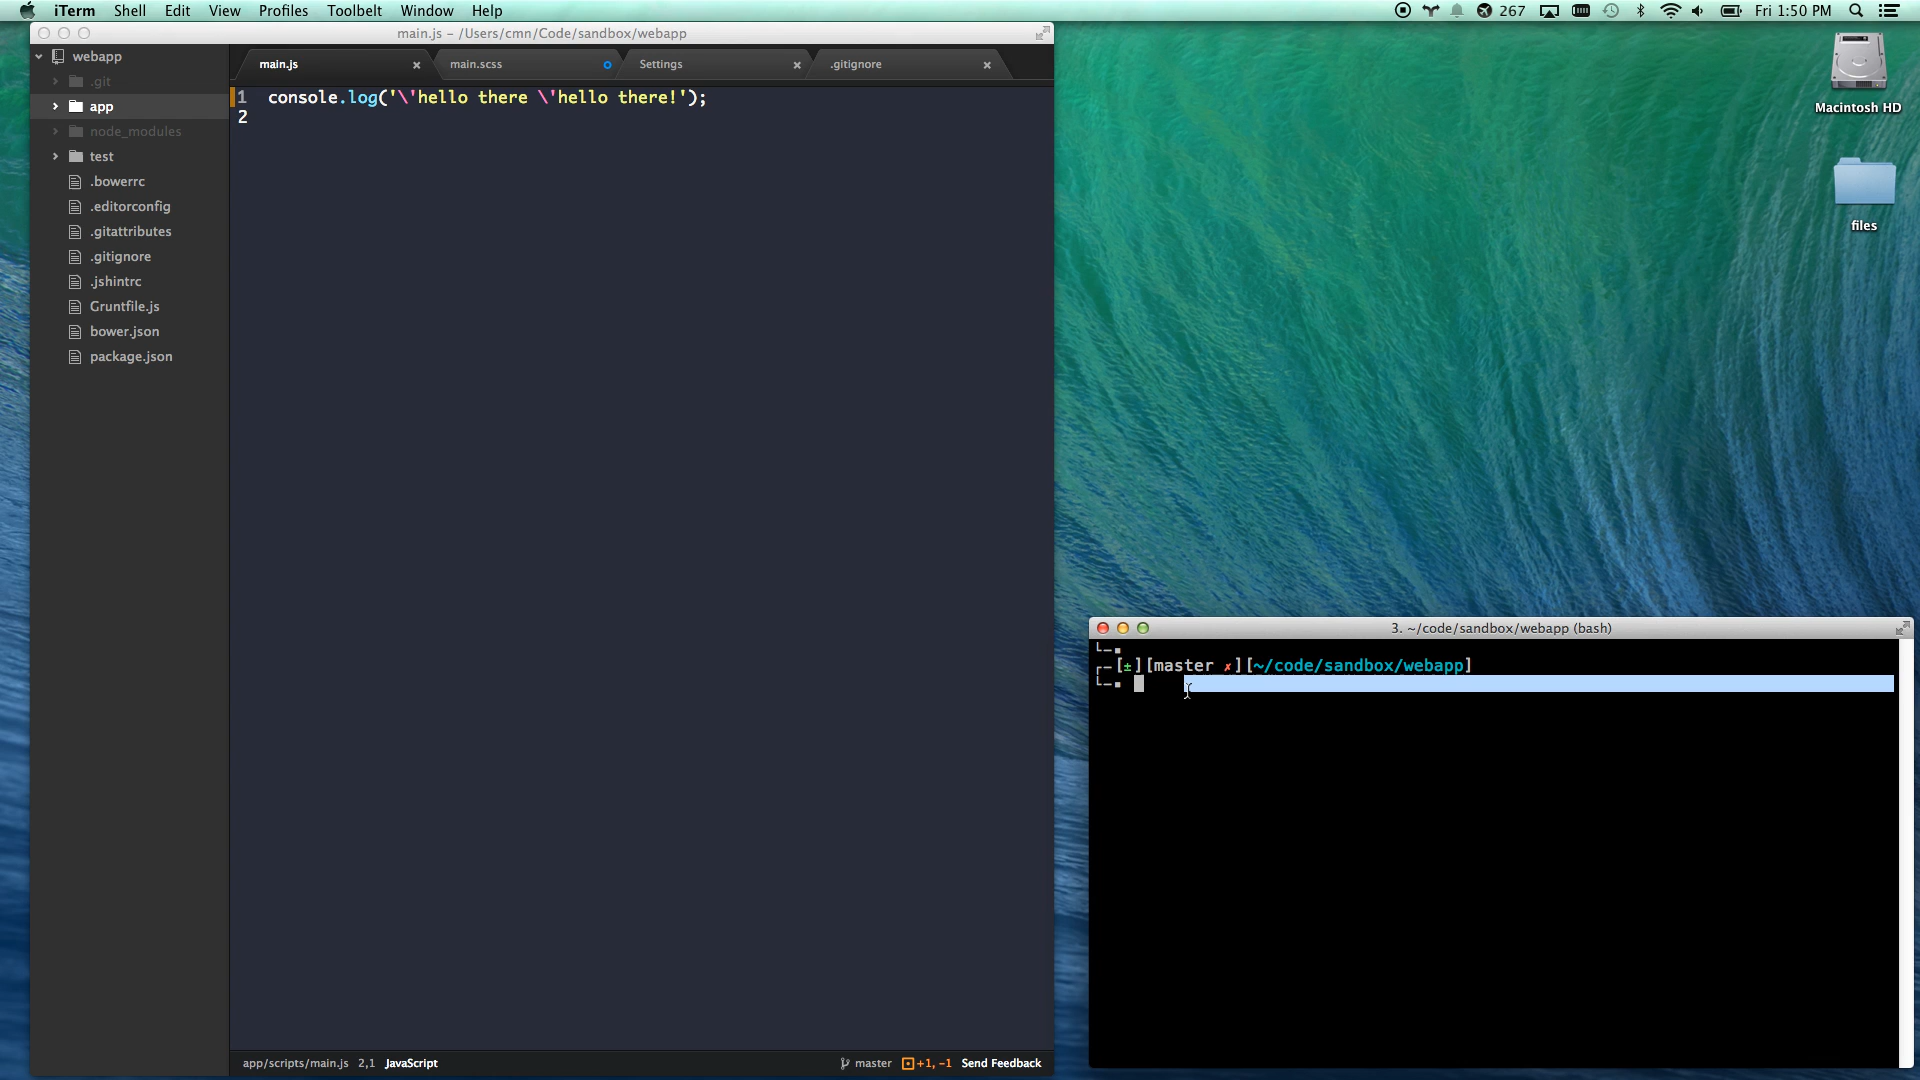 iTerm Shell Edit View Profiles Toolbelt Window Help 267 Fri 1:50 PM
main.js – /Users/cmn/Code/sandbox/webapp
webapp
.git
app
node_modules
test
.bowerrc
.editorconfig
.gitattributes
.gitignore
.jshintrc
Gruntfile.js
bower.json
package.json
main.js main.scss Settings .gitignore
1 console.log('\'hello there \'hello there!');
2
app/scripts/main.js 2,1 JavaScript master +1, -1 Send Feedback
Macintosh HD
files
3. ~/code/sandbox/webapp (bash)
[±][master ✗][~/code/sandbox/webapp]